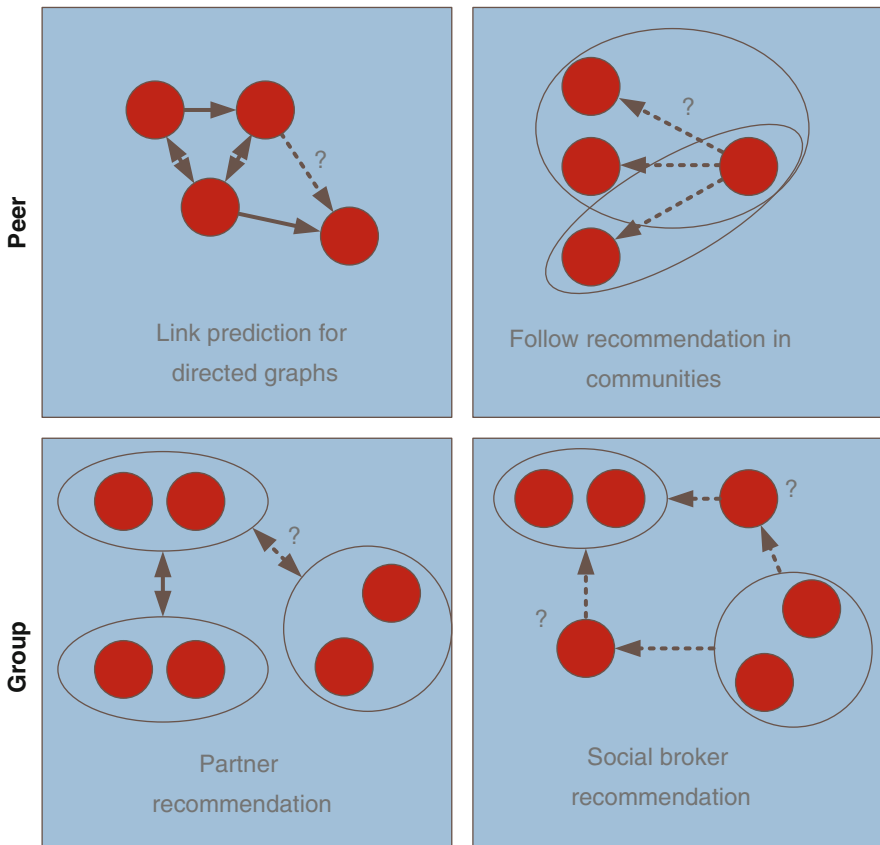 Peer
?
Link prediction for
directed graphs
?
Follow recommendation in
communities
Group
?
Partner
recommendation
?
?
Social broker
recommendation